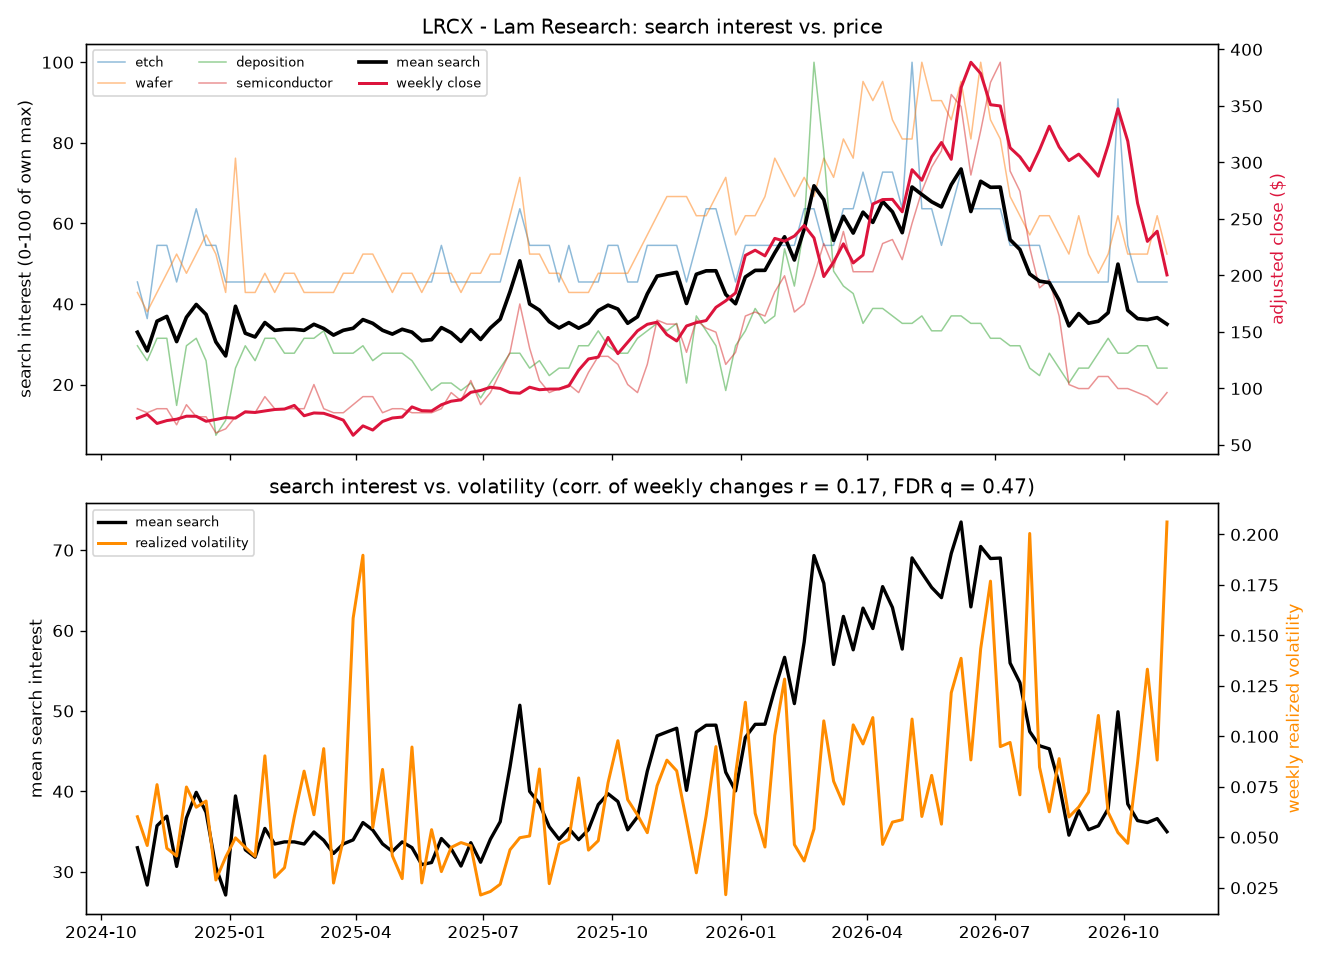 LRCX - Lam Research: search interest vs. price
etch
wafer
deposition
semiconductor
mean search
weekly close
search interest (0-100 of own max)
100
80
60
40
20
adjusted close ($)
400
350
300
250
200
150
100
50
search interest vs. volatility (corr. of weekly changes r = 0.17, FDR q = 0.47)
mean search
realized volatility
mean search interest
70
60
50
40
30
weekly realized volatility
0.200
0.175
0.150
0.125
0.100
0.075
0.050
0.025
2024-10
2025-01
2025-04
2025-07
2025-10
2026-01
2026-04
2026-07
2026-10